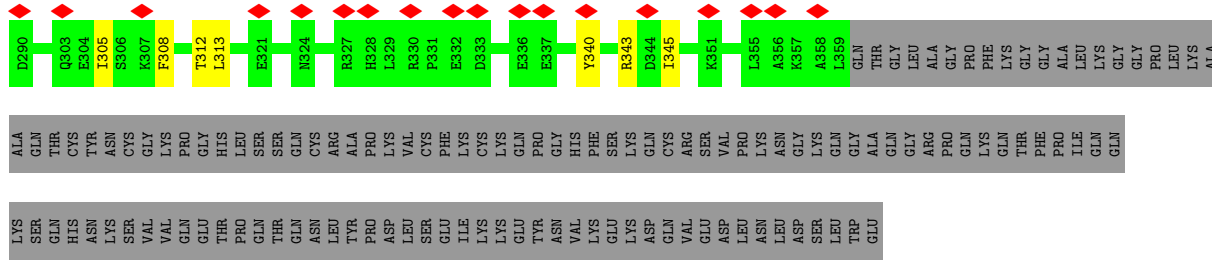 D290 Q303 E304 I305 S306 K307 F308 T312 L313 E321 N324 R327 H328 L329 R330 P331 E332 D333 E336 E337 Y340 R343 D344 I345 K351 L355 A356 K357 A358 L359 GLN THR GLY LEU ALA GLY PRO PHE LYS GLY GLY ALA LEU LYS GLY GLY PRO LEU LYS ALA
ALA GLN THR CYS TYR ASN CYS GLY LYS PRO GLY HIS LEU SER SER GLN CYS ARG ALA PRO LYS VAL CYS PHE LYS CYS LYS GLN PRO GLY HIS PHE SER LYS GLN CYS ARG SER VAL PRO LYS ASN GLY LYS GLN GLY ALA GLN GLY ARG PRO GLN LYS GLN THR PHE PRO ILE GLN GLN
LYS SER GLN HIS ASN LYS SER VAL VAL GLN GLU THR PRO GLN THR GLN ASN LEU TYR PRO ASP LEU SER GLU ILE LYS LYS GLU TYR ASN VAL LYS GLU LYS ASP GLN VAL GLU ASP LEU ASN LEU ASP SER LEU TRP GLU